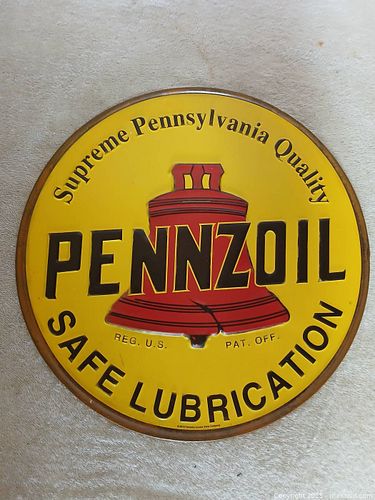 Supreme Pennsylvania Quality
PENNZOIL
REG. U.S. PAT. OFF.
SAFE LUBRICATION